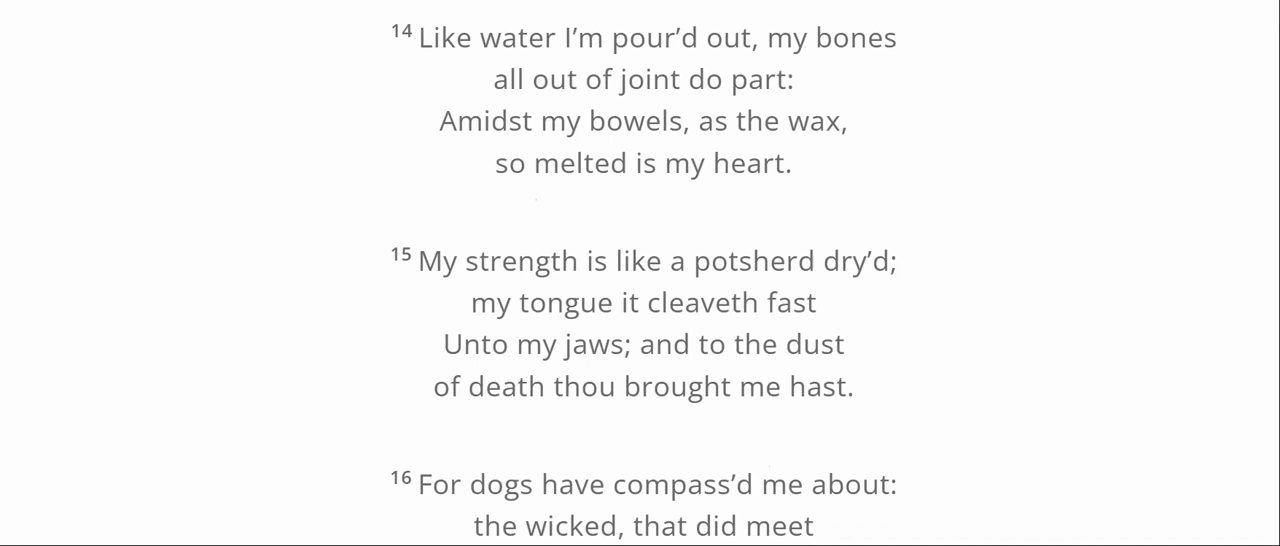 14 Like water I’m pour’d out, my bones
all out of joint do part:
Amidst my bowels, as the wax,
so melted is my heart.
15 My strength is like a potsherd dry’d;
my tongue it cleaveth fast
Unto my jaws; and to the dust
of death thou brought me hast.
16 For dogs have compass’d me about:
the wicked, that did meet